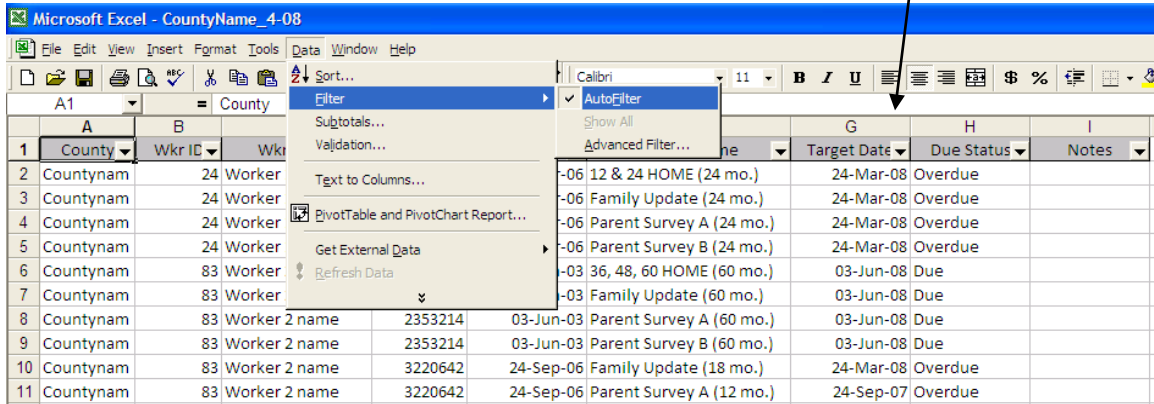 Microsoft Excel - CountyName_4-08
File Edit View Insert Format Tools Data Window Help
ABC Sort... Calibri 11 B I U $ %
A1 = County Filter AutoFilter
Subtotals... Show All
A B G H I
Validation... Advanced Filter...
1 County Wkr ID Wkr me Target Date Due Status Notes
2 Countynam 24 Worker -06 12 & 24 HOME (24 mo.) 24-Mar-08 Overdue
Text to Columns...
3 Countynam 24 Worker -06 Family Update (24 mo.) 24-Mar-08 Overdue
4 Countynam 24 Worker PivotTable and PivotChart Report... -06 Parent Survey A (24 mo.) 24-Mar-08 Overdue
5 Countynam 24 Worker Get External Data -06 Parent Survey B (24 mo.) 24-Mar-08 Overdue
6 Countynam 83 Worker Refresh Data -03 36, 48, 60 HOME (60 mo.) 03-Jun-08 Due
7 Countynam 83 Worker -03 Family Update (60 mo.) 03-Jun-08 Due
8 Countynam 83 Worker 2 name 2353214 03-Jun-03 Parent Survey A (60 mo.) 03-Jun-08 Due
9 Countynam 83 Worker 2 name 2353214 03-Jun-03 Parent Survey B (60 mo.) 03-Jun-08 Due
10 Countynam 83 Worker 2 name 3220642 24-Sep-06 Family Update (18 mo.) 24-Mar-08 Overdue
11 Countynam 83 Worker 2 name 3220642 24-Sep-06 Parent Survey A (12 mo.) 24-Sep-07 Overdue